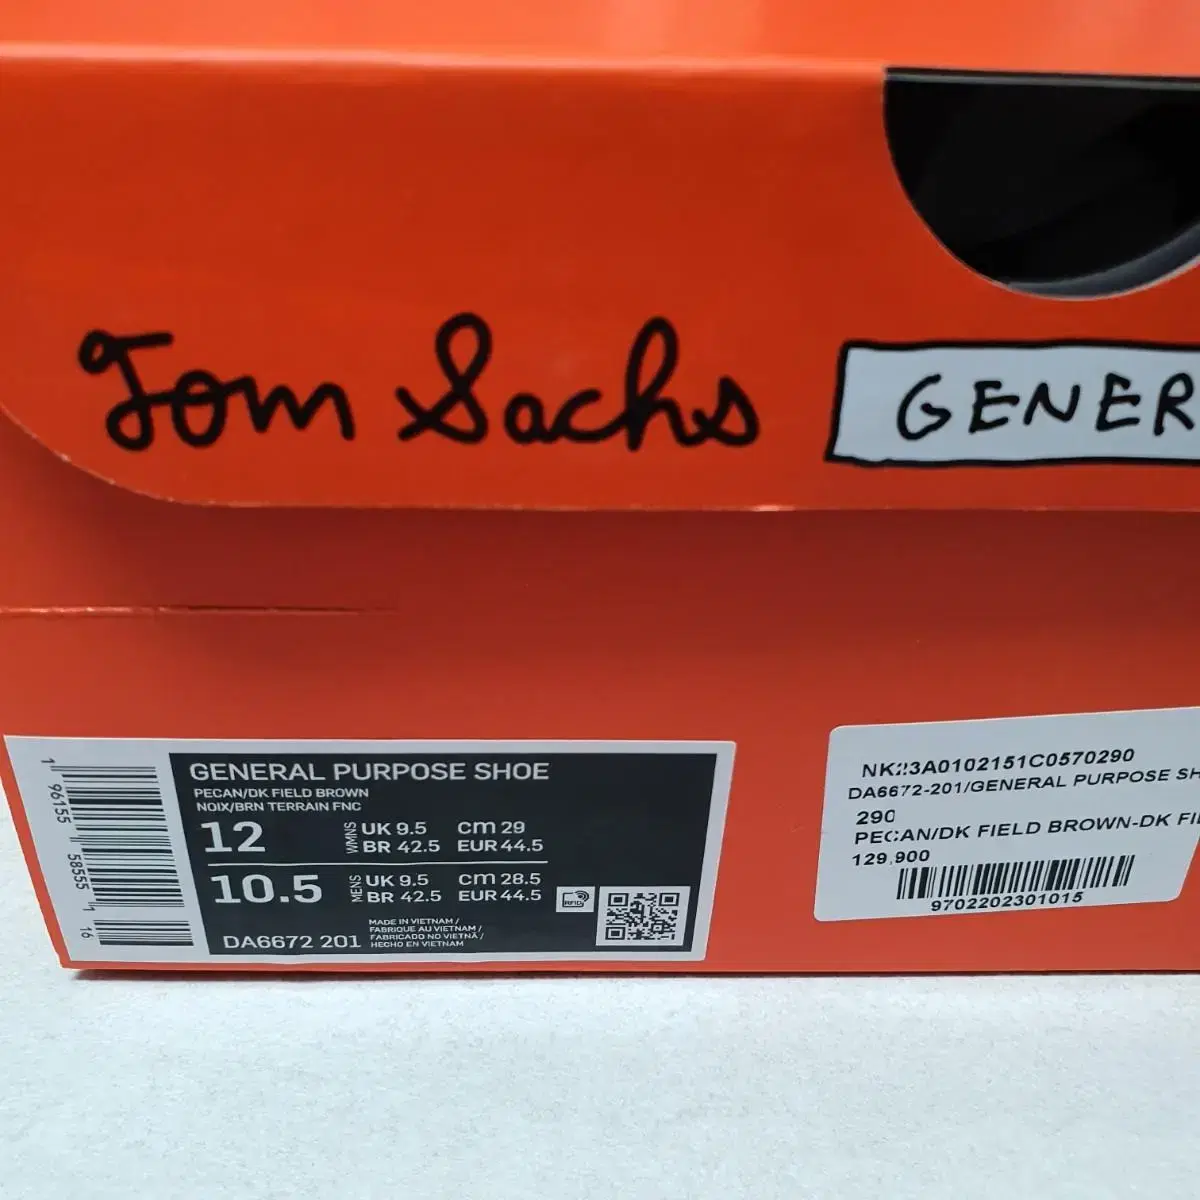 Tom Sachs
GENER
GENERAL PURPOSE SHOE
PECAN/DK FIELD BROWN
NOIX/BRN TERRAIN FNC
12 WMNS UK 9.5 CM 29
BR 42.5 EUR 44.5
10.5 MENS UK 9.5 CM 28.5
BR 42.5 EUR 44.5
MADE IN VIETNAM /
FABRIQUE AU VIETNAM /
FABRICADO NO VIETNÃ /
HECHO EN VIETNAM
DA6672 201
RFID
1 96155 58555 1 16
NK23A0102151C0570290
DA6672-201/GENERAL PURPOSE SH
290
PECAN/DK FIELD BROWN-DK FI
129,900
9702202301015